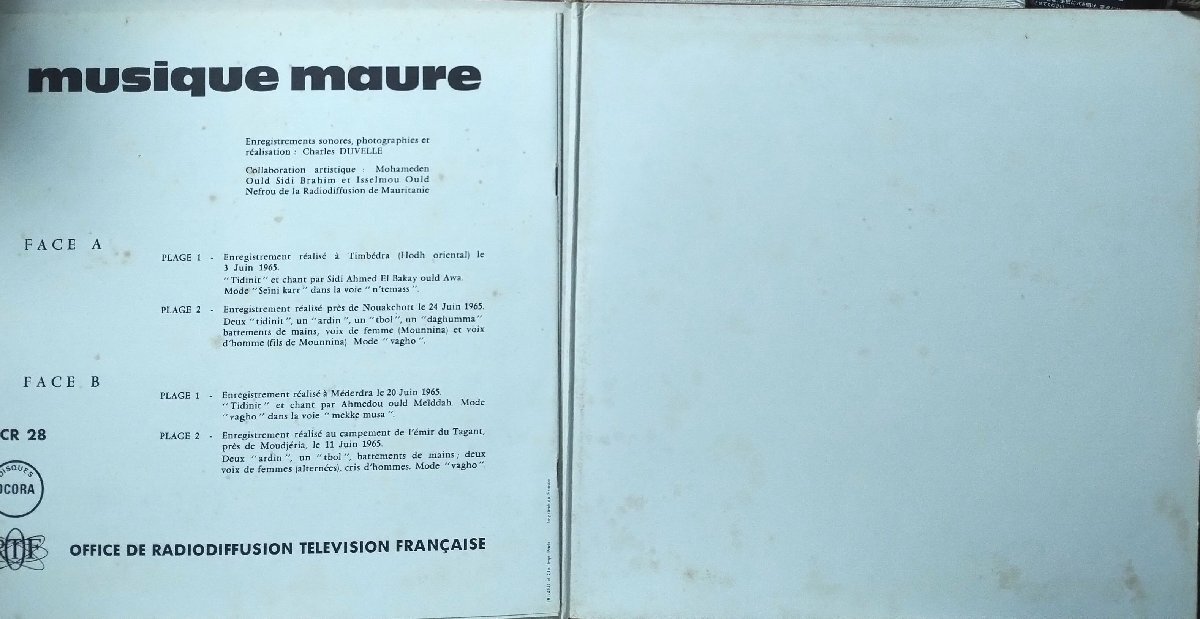 musique maure
Enregistrements sonores, photographies et
réalisation : Charles DUVELLE
Collaboration artistique : Mohameden
Ould Sidi Brahim et Isselmou Ould
Nefrou de la Radiodiffusion de Mauritanie
FACE A
PLAGE 1 - Enregistrement réalisé à Timbédra (Hodh oriental) le
3 Juin 1965.
"Tidinit" et chant par Sidi Ahmed El Bakay ould Awa.
Mode "Seïni karr" dans la voie "n'temass".
PLAGE 2 - Enregistrement réalisé près de Nouakchott le 24 Juin 1965.
Deux "tidinit", un "ardin", un "tbol", un "daghumma"
battements de mains, voix de femme (Mounnina) et voix
d'homme (fils de Mounnina) Mode "vagho".
FACE B
PLAGE 1 - Enregistrement réalisé à Méderdra le 20 Juin 1965.
"Tidinit" et chant par Ahmedou ould Meïddah. Mode
"vagho" dans la voie "mekke musa".
PLAGE 2 - Enregistrement réalisé au campement de l'émir du Tagant,
près de Moudjéria, le 11 Juin 1965.
Deux "ardin", un "tbol", battements de mains; deux
voix de femmes (alternées), cris d'hommes. Mode "vagho"
CR 28
DISQUES
OCORA
RTF
OFFICE DE RADIODIFFUSION TELEVISION FRANÇAISE